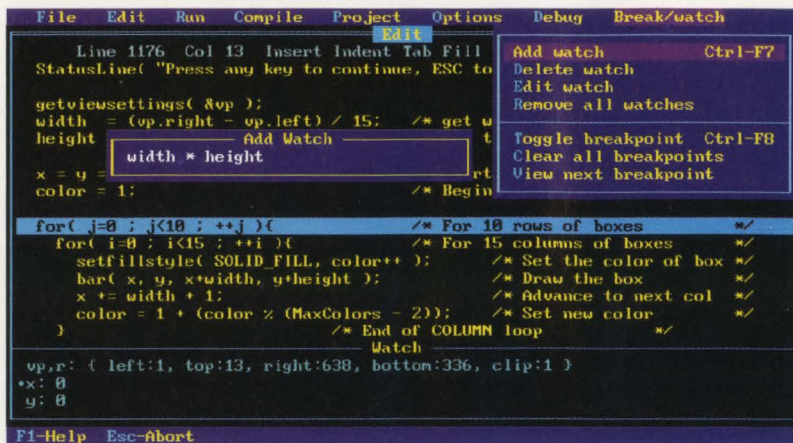 File Edit Run Compile Project Options Debug Break/watch
Edit
Line 1176 Col 13 Insert Indent Tab Fill
StatusLine( "Press any key to continue, ESC to
Add watch Ctrl-F7
Delete watch
Edit watch
Remove all watches
Toggle breakpoint Ctrl-F8
Clear all breakpoints
View next breakpoint
getviewsettings( &vp );
width = (vp.right - vp.left) / 15; /* get w
height t
Add Watch
width * height
x = y = rt
color = 1; /* Begin
for( j=0 ; j<10 ; ++j ){ /* For 10 rows of boxes */
for( i=0 ; i<15 ; ++i ){ /* For 15 columns of boxes */
setfillstyle( SOLID_FILL, color++ ); /* Set the color of box */
bar( x, y, x+width, y+height ); /* Draw the box */
x += width + 1; /* Advance to next col */
color = 1 + (color % (MaxColors - 2)); /* Set new color */
} /* End of COLUMN loop */
Watch
vp,r: { left:1, top:13, right:638, bottom:336, clip:1 }
•x: 0
y: 0
F1-Help Esc-Abort